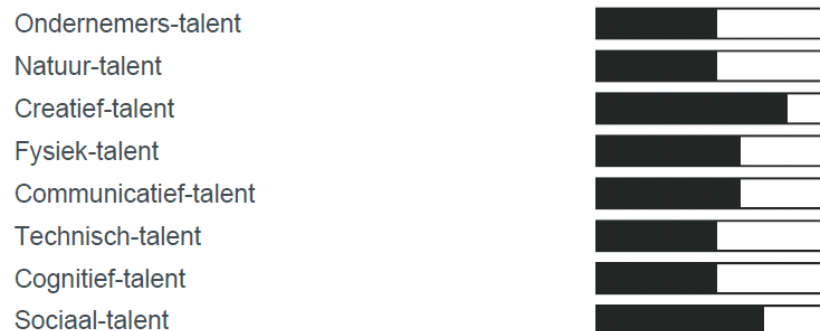 Ondernemers-talent
Natuur-talent
Creatief-talent
Fysiek-talent
Communicatief-talent
Technisch-talent
Cognitief-talent
Sociaal-talent